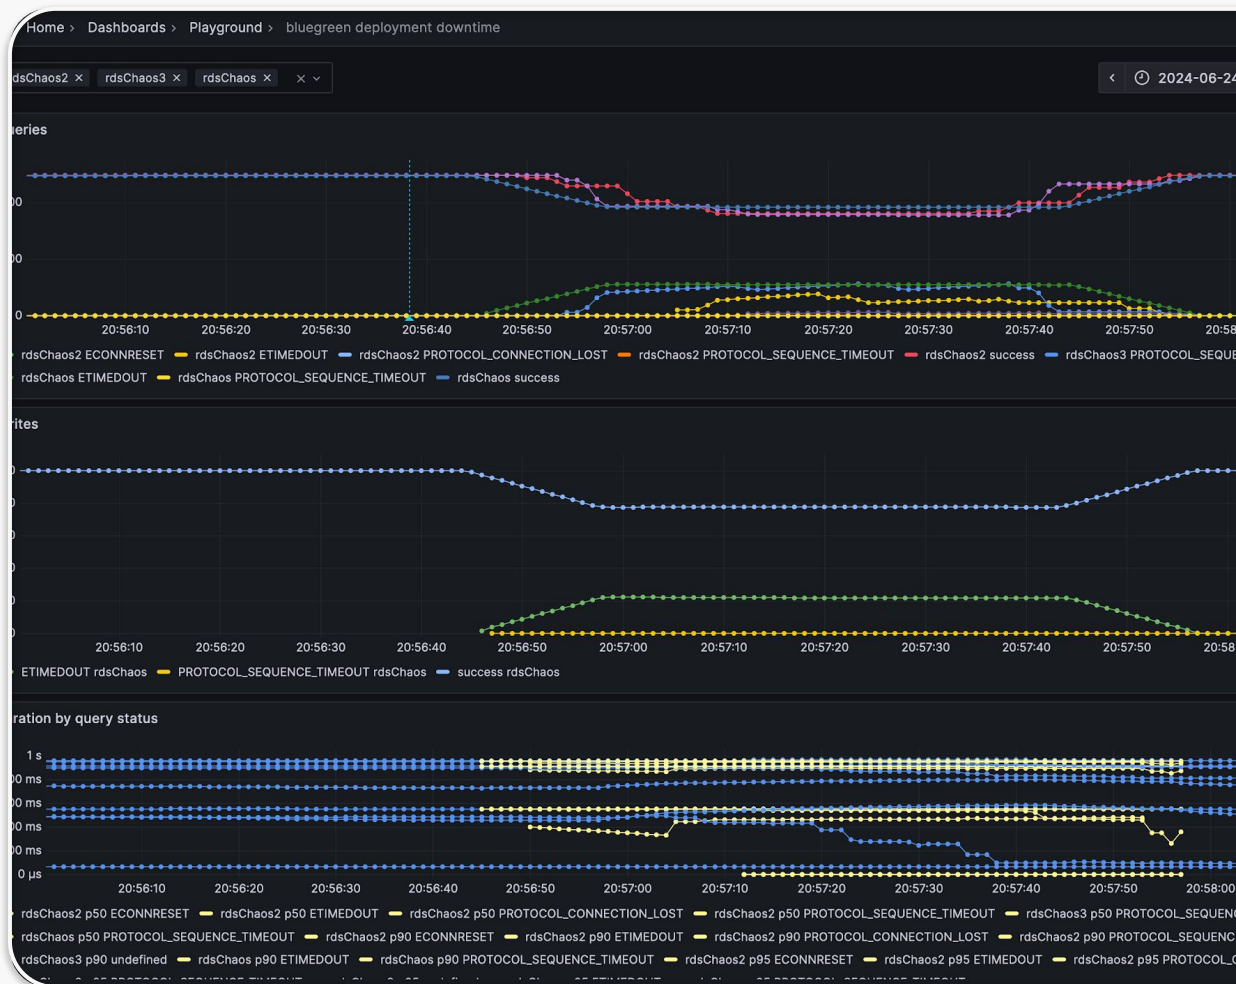 Home › Dashboards › Playground › bluegreen deployment downtime
dsChaos2 × rdsChaos3 × rdsChaos × ×
2024-06-24
eries
00
00
0
20:56:10 20:56:20 20:56:30 20:56:40 20:56:50 20:57:00 20:57:10 20:57:20 20:57:30 20:57:40 20:57:50 20:58
rdsChaos2 ECONNRESET rdsChaos2 ETIMEDOUT rdsChaos2 PROTOCOL_CONNECTION_LOST rdsChaos2 PROTOCOL_SEQUENCE_TIMEOUT rdsChaos2 success rdsChaos3 PROTOCOL_SEQUE
rdsChaos ETIMEDOUT rdsChaos PROTOCOL_SEQUENCE_TIMEOUT rdsChaos success
rites
0
0
0
0
0
0
20:56:10 20:56:20 20:56:30 20:56:40 20:56:50 20:57:00 20:57:10 20:57:20 20:57:30 20:57:40 20:57:50 20:58
ETIMEDOUT rdsChaos PROTOCOL_SEQUENCE_TIMEOUT rdsChaos success rdsChaos
ration by query status
1 s
00 ms
00 ms
00 ms
00 ms
0 µs
20:56:10 20:56:20 20:56:30 20:56:40 20:56:50 20:57:00 20:57:10 20:57:20 20:57:30 20:57:40 20:57:50 20:58:00
rdsChaos2 p50 ECONNRESET rdsChaos2 p50 ETIMEDOUT rdsChaos2 p50 PROTOCOL_CONNECTION_LOST rdsChaos2 p50 PROTOCOL_SEQUENCE_TIMEOUT rdsChaos3 p50 PROTOCOL_SEQUEN
rdsChaos p50 PROTOCOL_SEQUENCE_TIMEOUT rdsChaos2 p90 ECONNRESET rdsChaos2 p90 ETIMEDOUT rdsChaos2 p90 PROTOCOL_CONNECTION_LOST rdsChaos2 p90 PROTOCOL_SEQUENC
rdsChaos3 p90 undefined rdsChaos p90 ETIMEDOUT rdsChaos p90 PROTOCOL_SEQUENCE_TIMEOUT rdsChaos2 p95 ECONNRESET rdsChaos2 p95 ETIMEDOUT rdsChaos2 p95 PROTOCOL_C